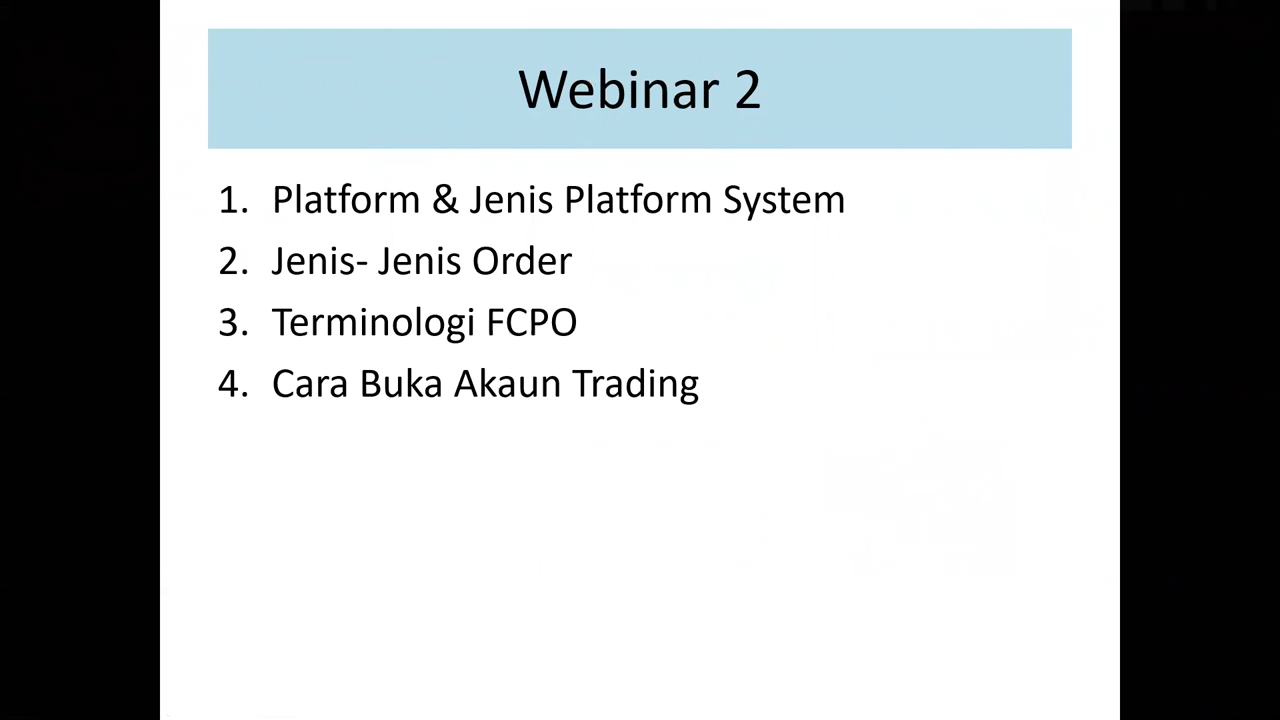 Webinar 2
1. Platform & Jenis Platform System
2. Jenis- Jenis Order
3. Terminologi FCPO
4. Cara Buka Akaun Trading